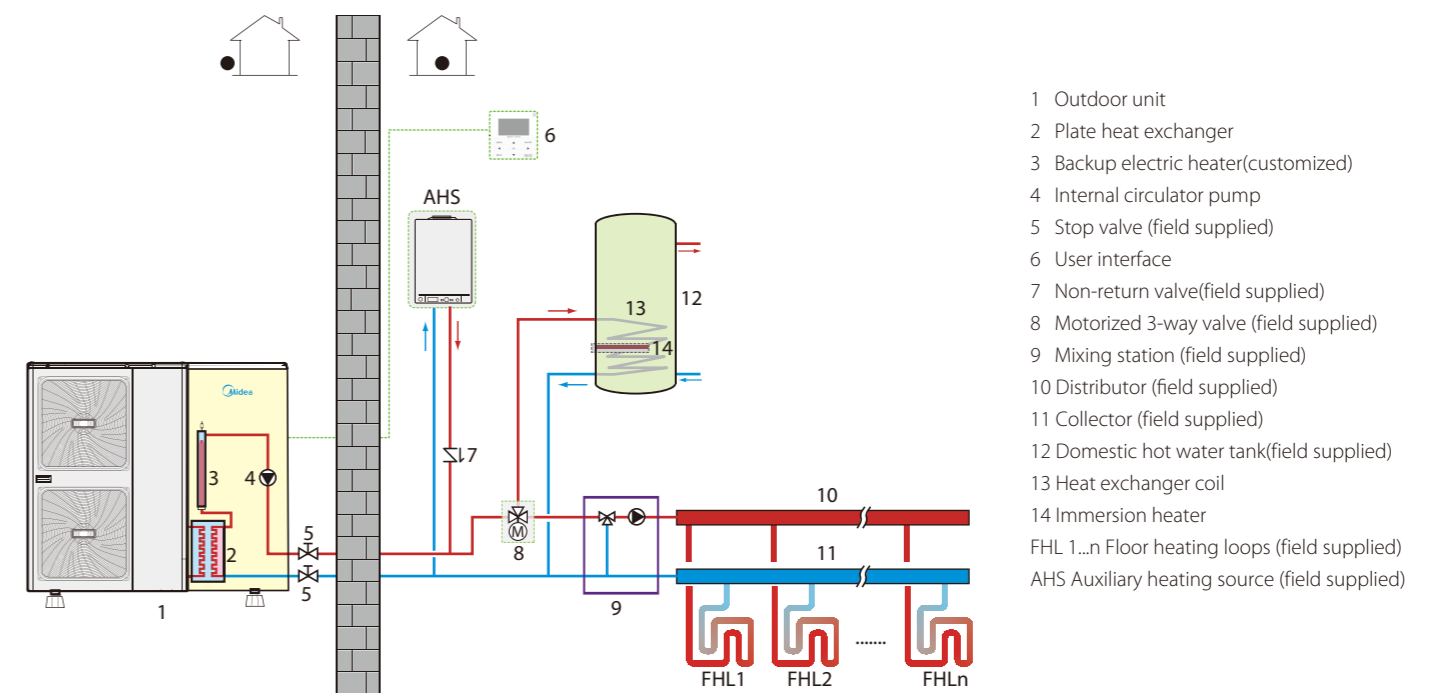 6
AHS
13
12
14
Midea
7
3
4
10
5
M
8
2
11
5
9
1
.......
FHL1
FHL2
FHLn
1 Outdoor unit
2 Plate heat exchanger
3 Backup electric heater(customized)
4 Internal circulator pump
5 Stop valve (field supplied)
6 User interface
7 Non-return valve(field supplied)
8 Motorized 3-way valve (field supplied)
9 Mixing station (field supplied)
10 Distributor (field supplied)
11 Collector (field supplied)
12 Domestic hot water tank(field supplied)
13 Heat exchanger coil
14 Immersion heater
FHL 1...n Floor heating loops (field supplied)
AHS Auxiliary heating source (field supplied)